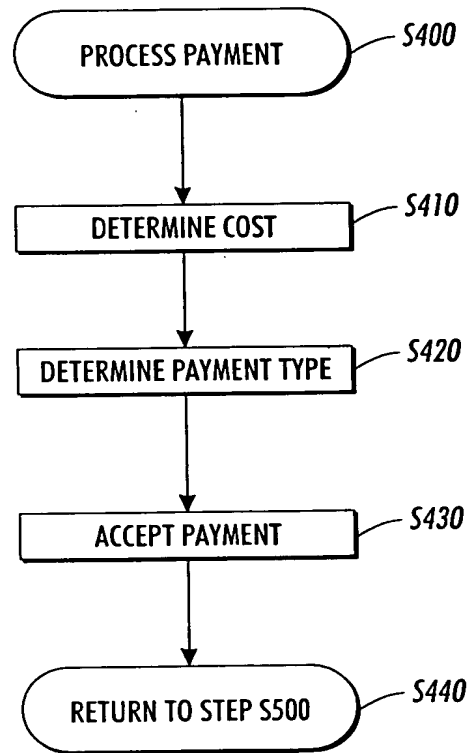 PROCESS PAYMENT
S400
DETERMINE COST
S410
DETERMINE PAYMENT TYPE
S420
ACCEPT PAYMENT
S430
RETURN TO STEP S500
S440